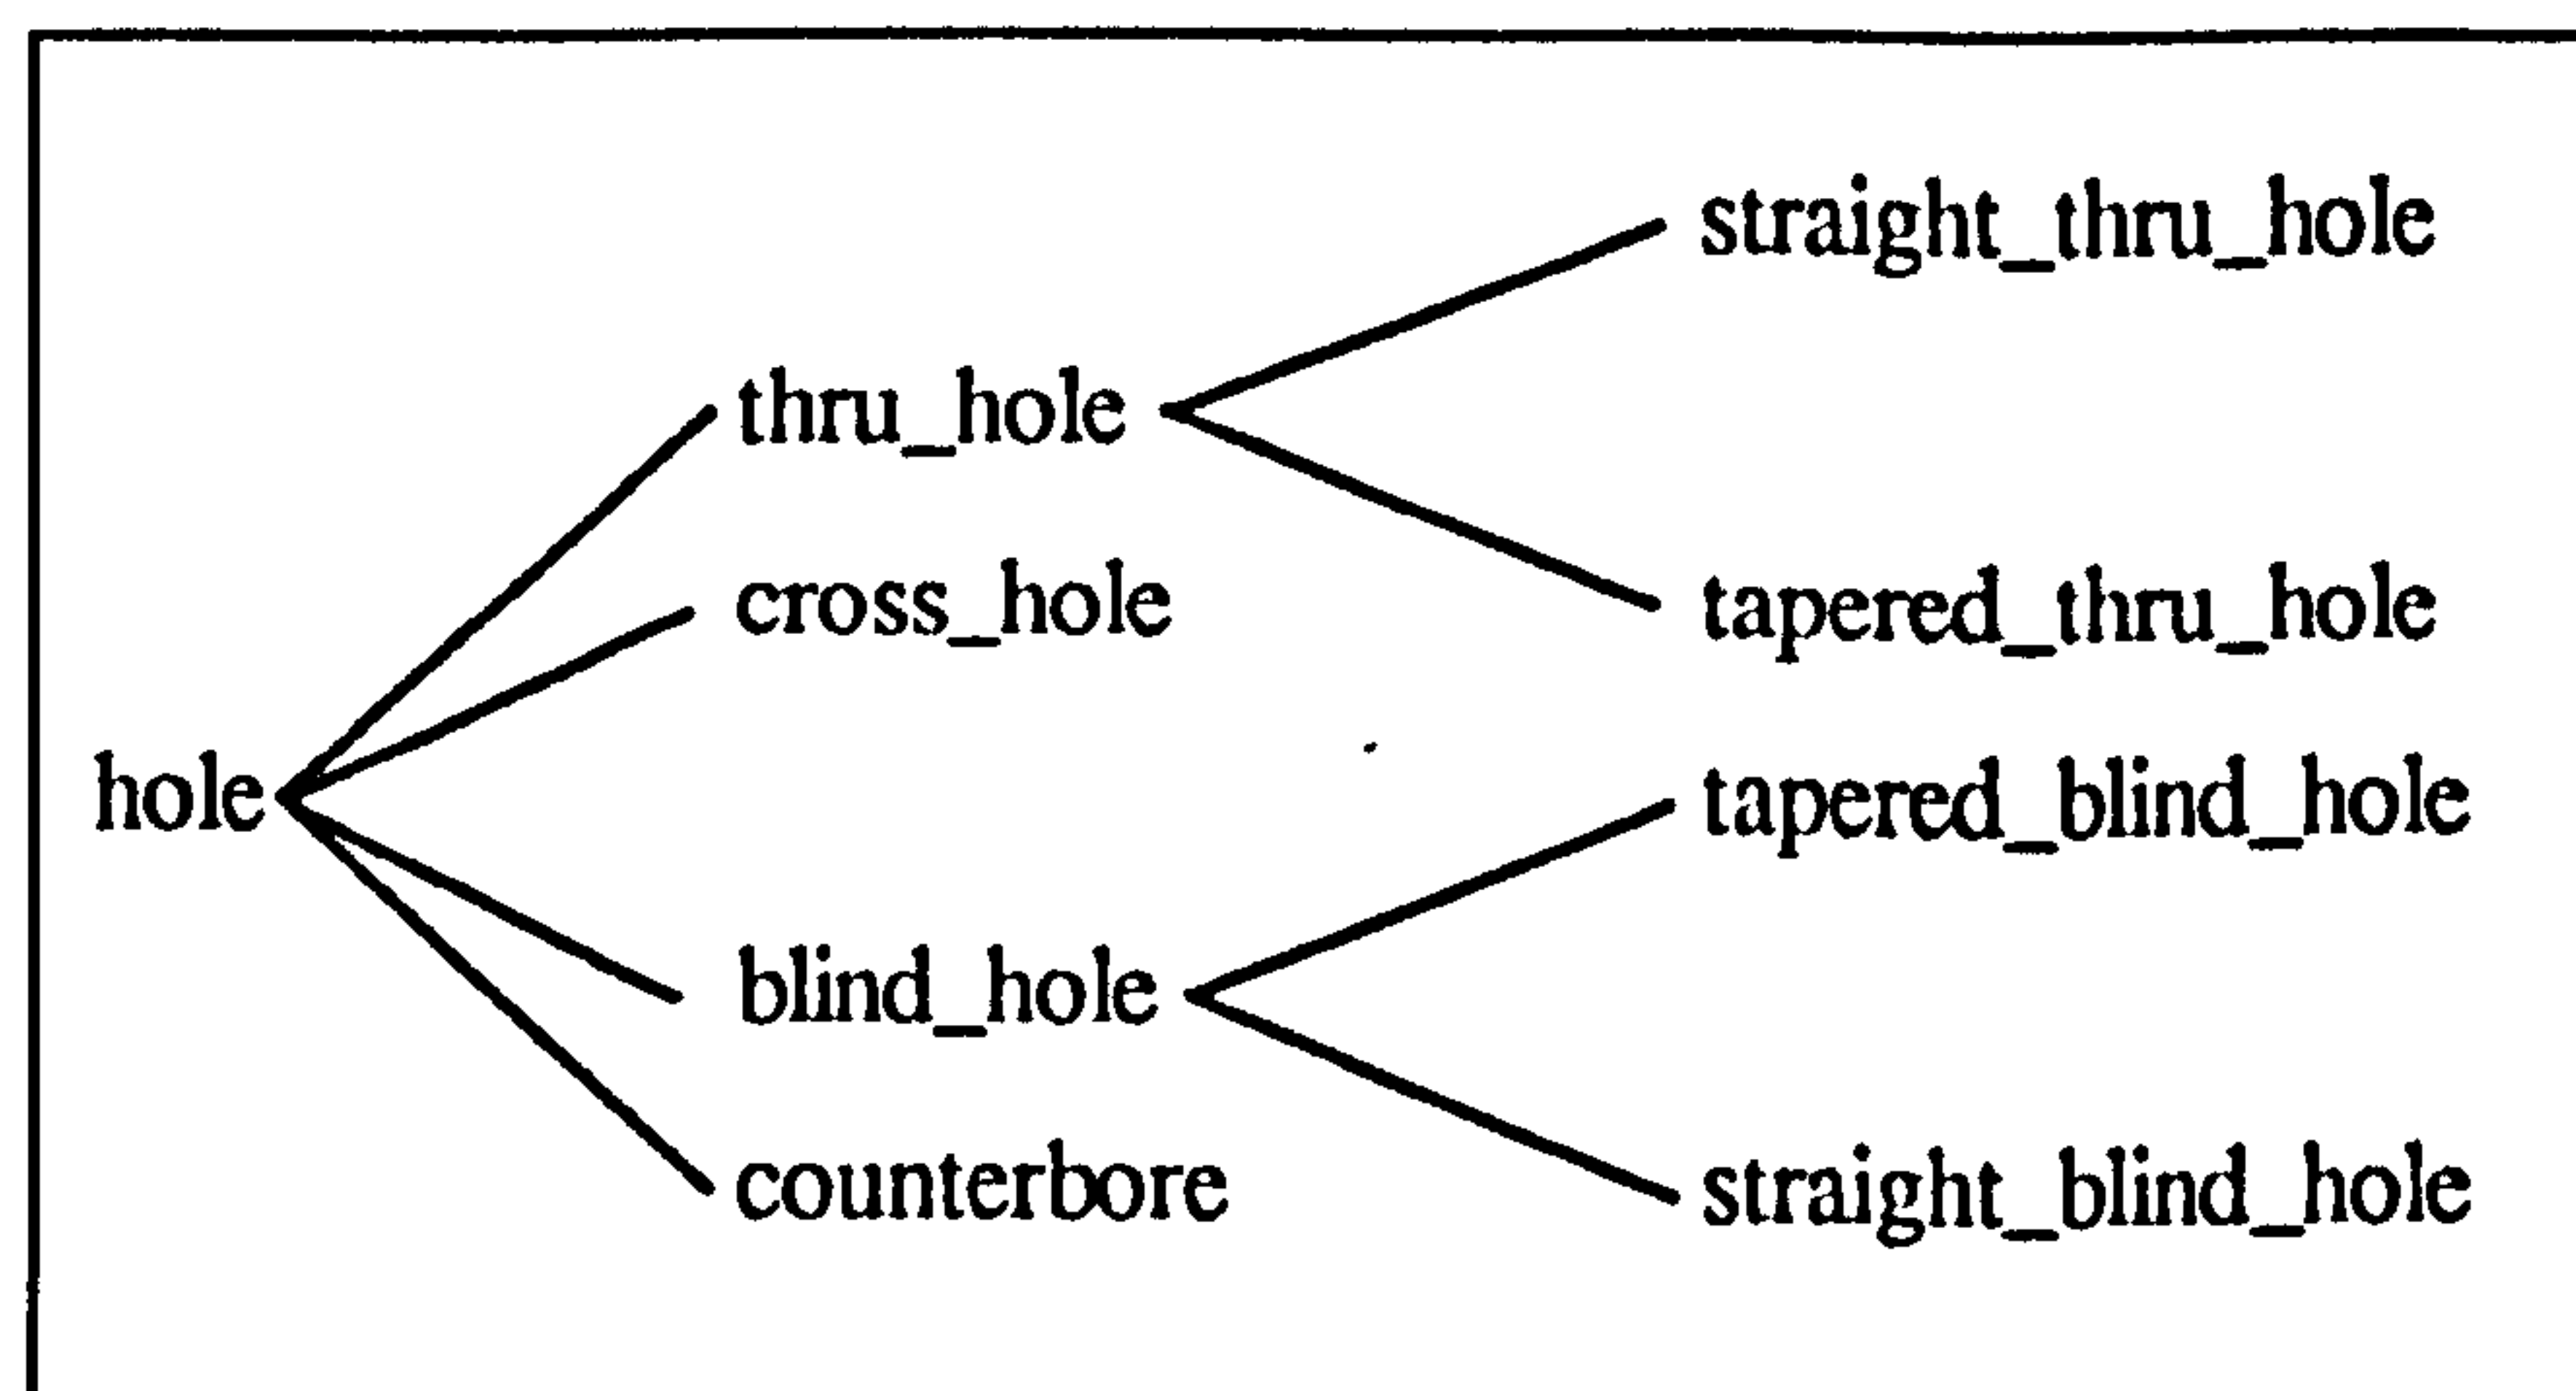 straight_thru_hole
thru_hole
cross_hole
tapered_thru_hole
hole
tapered_blind_hole
blind_hole
counterbore
straight_blind_hole